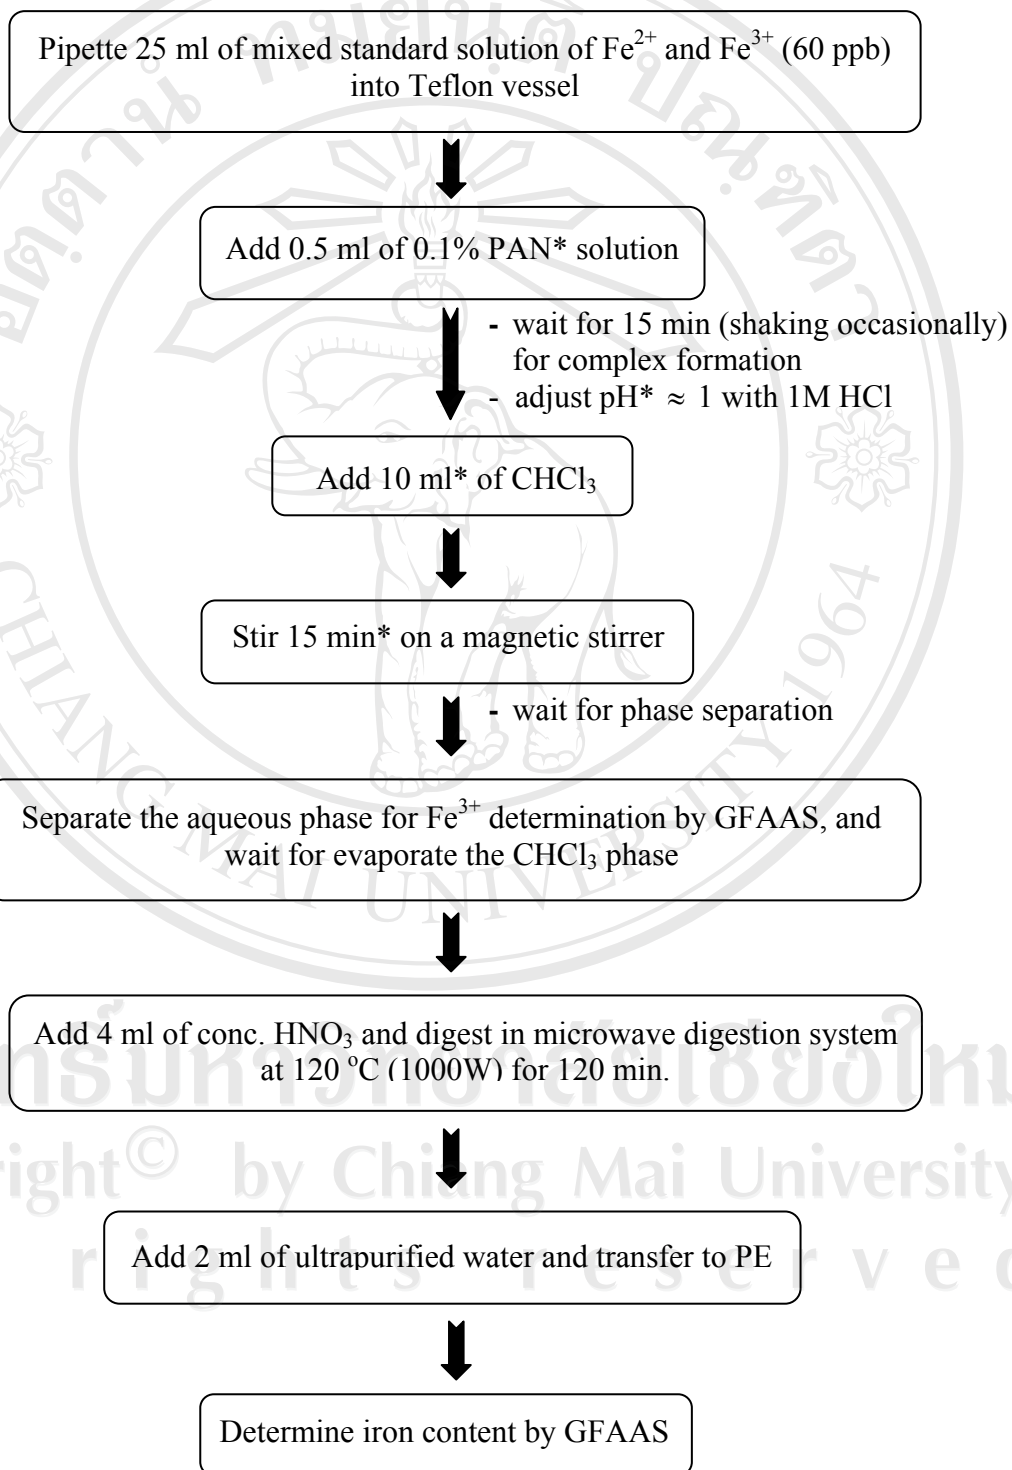 Pipette 25 ml of mixed standard solution of Fe²⁺ and Fe³⁺ (60 ppb)
into Teflon vessel
Add 0.5 ml of 0.1% PAN* solution
- wait for 15 min (shaking occasionally)
for complex formation
- adjust pH* ≈ 1 with 1M HCl
Add 10 ml* of CHCl₃
Stir 15 min* on a magnetic stirrer
- wait for phase separation
Separate the aqueous phase for Fe³⁺ determination by GFAAS, and
wait for evaporate the CHCl₃ phase
Add 4 ml of conc. HNO₃ and digest in microwave digestion system
at 120 °C (1000W) for 120 min.
Add 2 ml of ultrapurified water and transfer to PE
Determine iron content by GFAAS
CHIANG MAI UNIVERSITY 1964
right© by Chiang Mai University
rights reserved